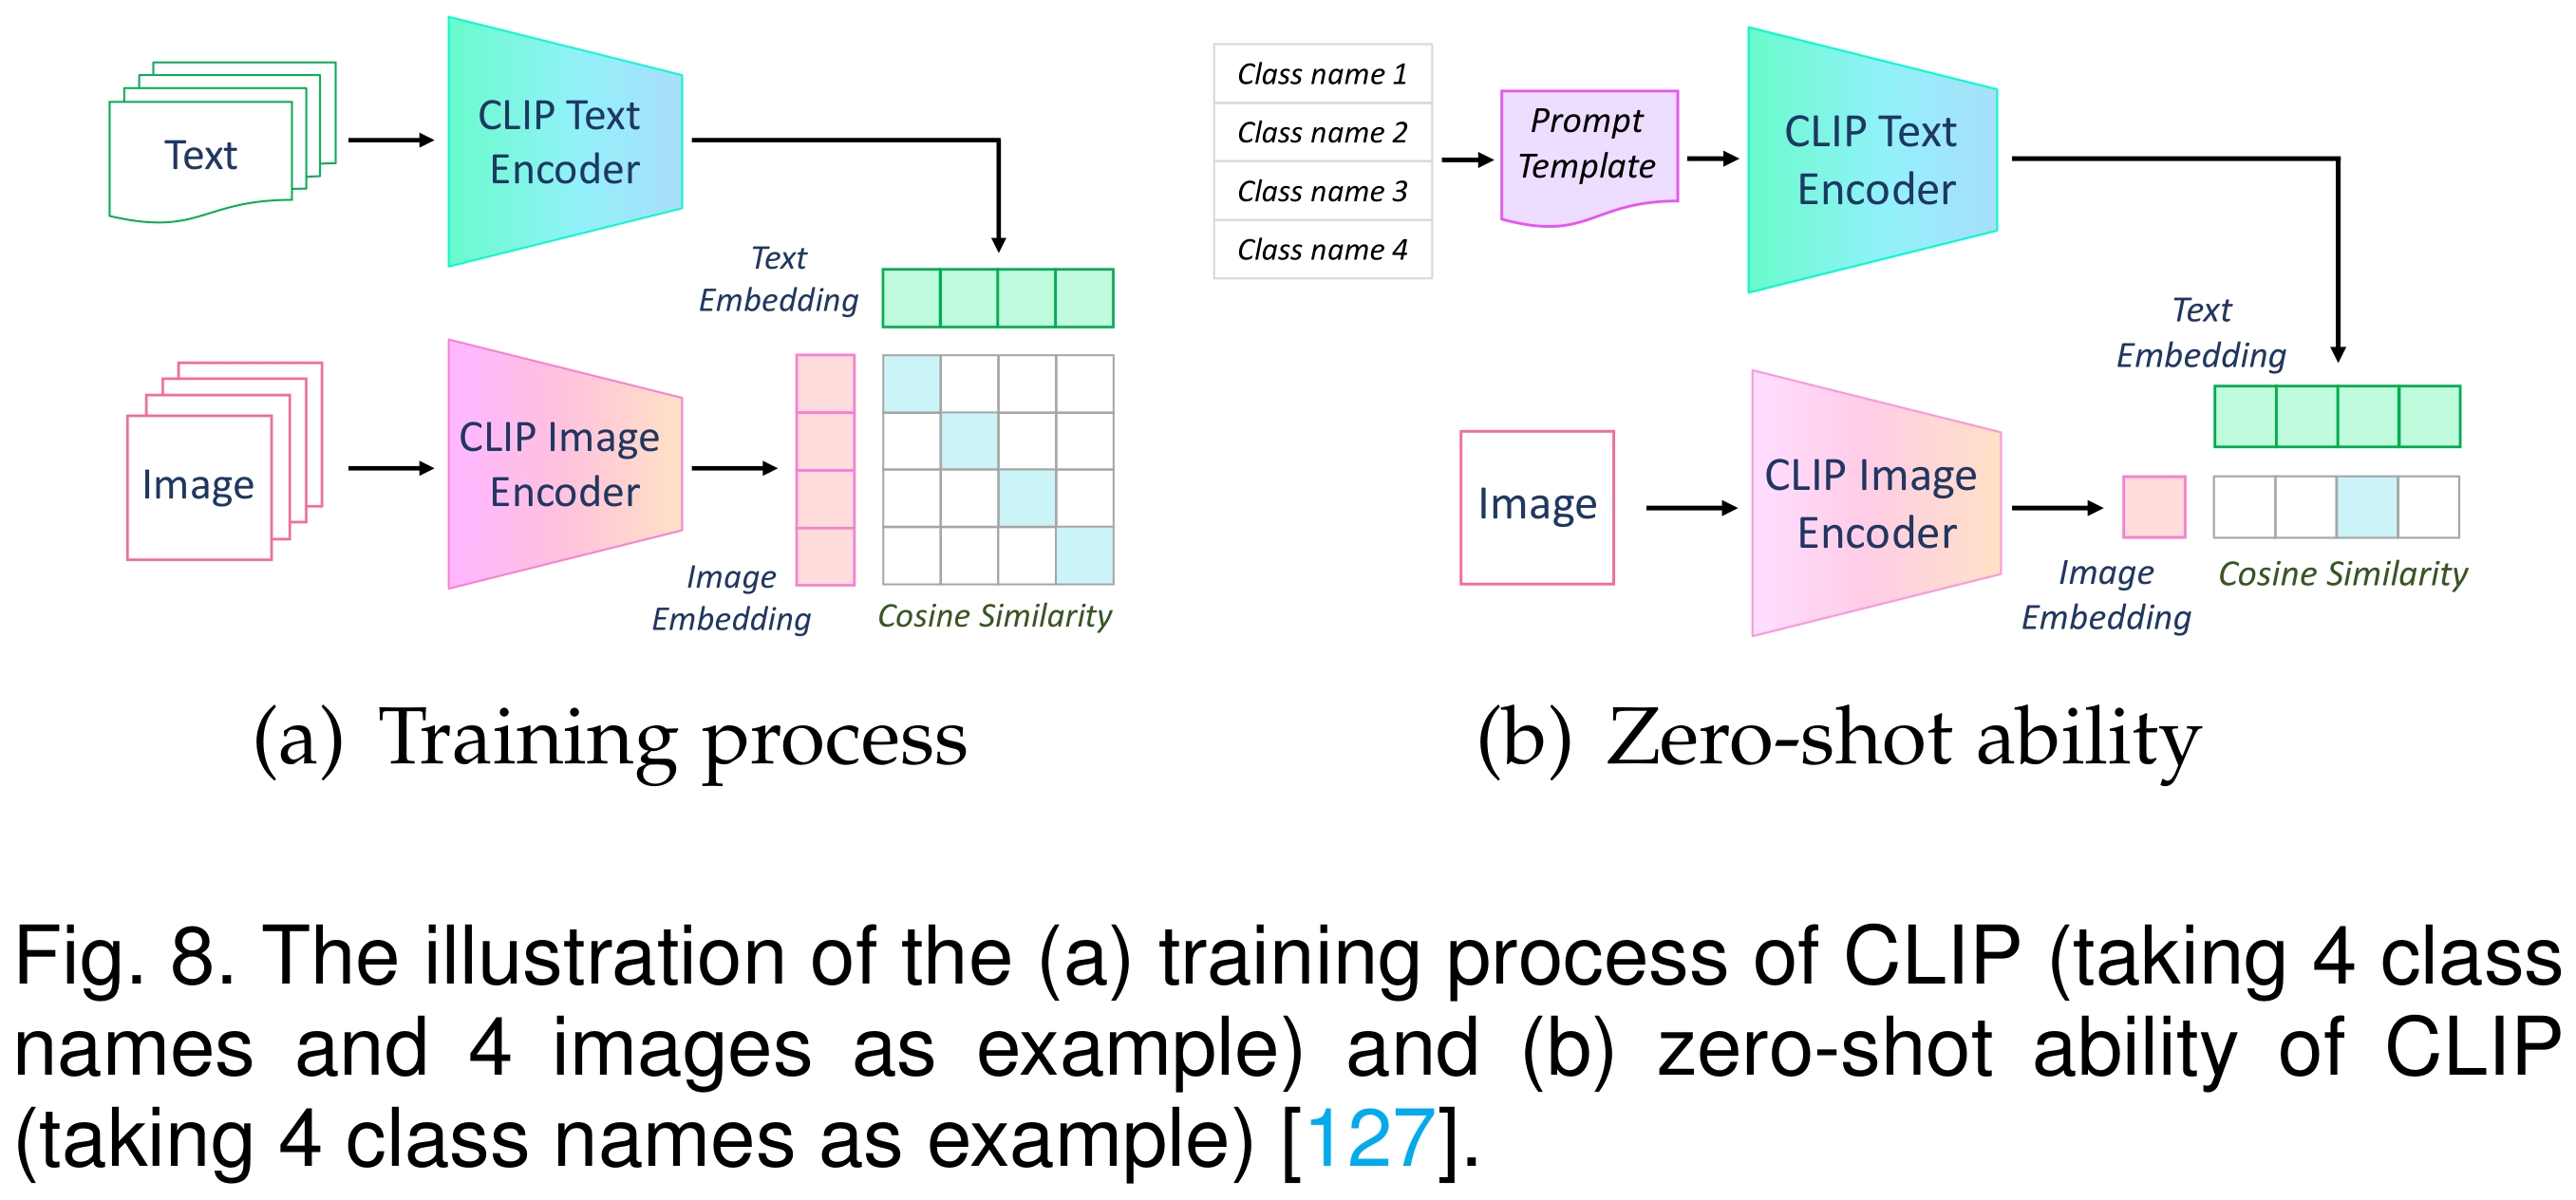 Text
CLIP Text
Encoder
Text
Embedding
Image
CLIP Image
Encoder
Image
Embedding
Cosine Similarity
(a) Training process
Class name 1
Class name 2
Class name 3
Class name 4
Prompt
Template
CLIP Text
Encoder
Text
Embedding
Image
CLIP Image
Encoder
Image
Embedding
Cosine Similarity
(b) Zero-shot ability
Fig. 8. The illustration of the (a) training process of CLIP (taking 4 class
names and 4 images as example) and (b) zero-shot ability of CLIP
(taking 4 class names as example) [127].